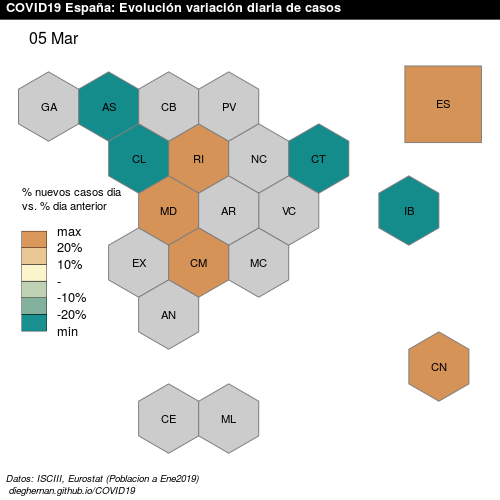 COVID19 España: Evolución variación diaria de casos
05 Mar
GA AS CB PV ES
CL RI NC CT
% nuevos casos dia
vs. % dia anterior
MD AR VC IB
max
20%
10%
-
-10%
-20%
min
EX CM MC
AN
CN
CE ML
Datos: ISCIII, Eurostat (Poblacion a Ene2019)
dieghernan.github.io/COVID19